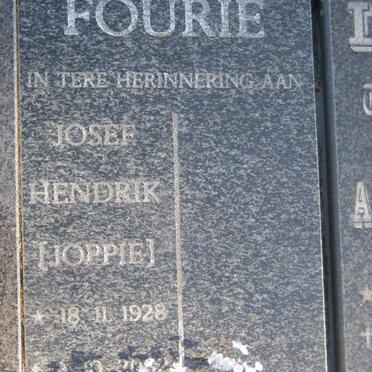 FOURIE
IN TERE HERINNERING AAN
JOSEF
HENDRIK
[JOPPIE]
* 18. 11. 1928